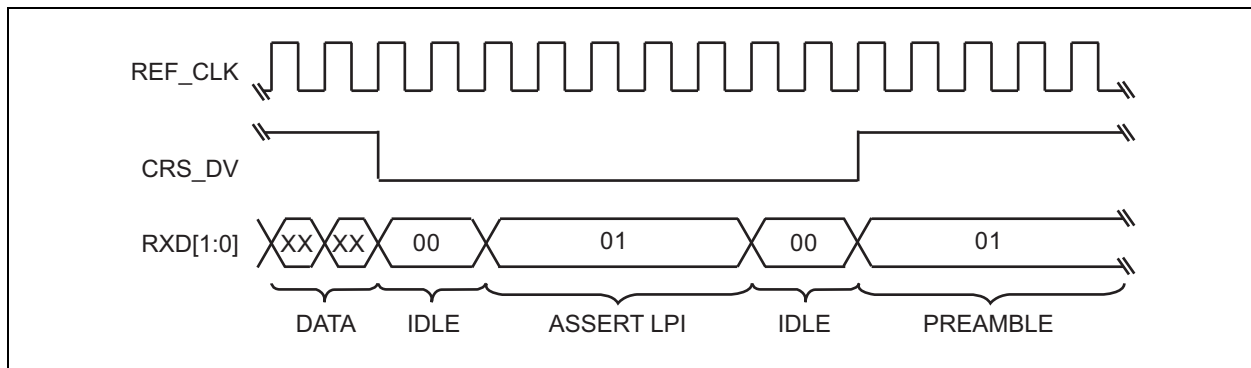 REF_CLK
CRS_DV
RXD[1:0] XX XX 00 01 00 01
DATA IDLE ASSERT LPI IDLE PREAMBLE